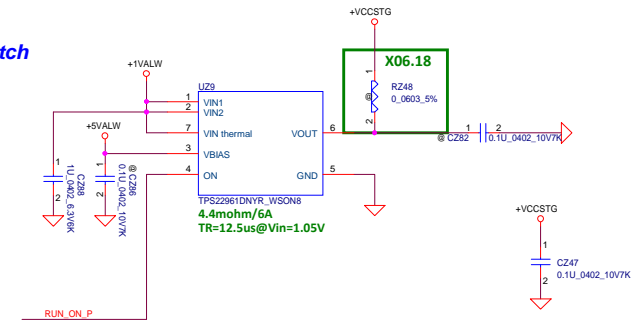 tch
+1VALW
+5VALW
+VCCSTG
X06.18
1
RZ48
0_0603_5%
@
2
UZ9
1
VIN1
2
VIN2
7
VIN thermal
VOUT
6
3
VBIAS
4
ON
GND
5
TPS22961DNYR_WSON8
4.4mohm/6A
TR=12.5us@Vin=1.05V
1
2
@ CZ82
0.1U_0402_10V7K
1
2
CZ88
1U_0402_6.3V6K
1
2
@ CZ86
0.1U_0402_10V7K
+VCCSTG
1
CZ47
0.1U_0402_10V7K
2
RUN_ON_P